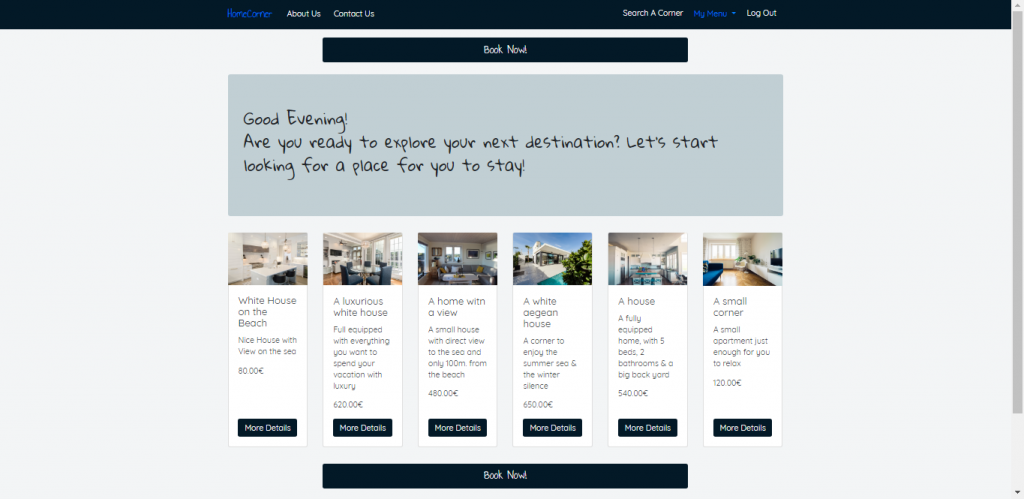 HomeCorner About Us Contact Us Search A Corner My Menu Log Out
Book Now!
Good Evening!
Are you ready to explore your next destination? Let's start
looking for a place for you to stay!
White House
on the
Beach
Nice House with
View on the sea
80.00€
More Details
A luxurious
white house
Full equipped
with everything
you want to
spend your
vacation with
luxury
620.00€
More Details
A home witn
a view
A small house
with direct view
to the sea and
only 100m. from
the beach
480.00€
More Details
A white
aegean
house
A corner to
enjoy the
summer sea &
the winter
silence
650.00€
More Details
A house
A fully
equipped
home, with 5
beds, 2
bathrooms & a
big back yard
540.00€
More Details
A small
corner
A small
apartment just
enough for you
to relax
120.00€
More Details
Book Now!